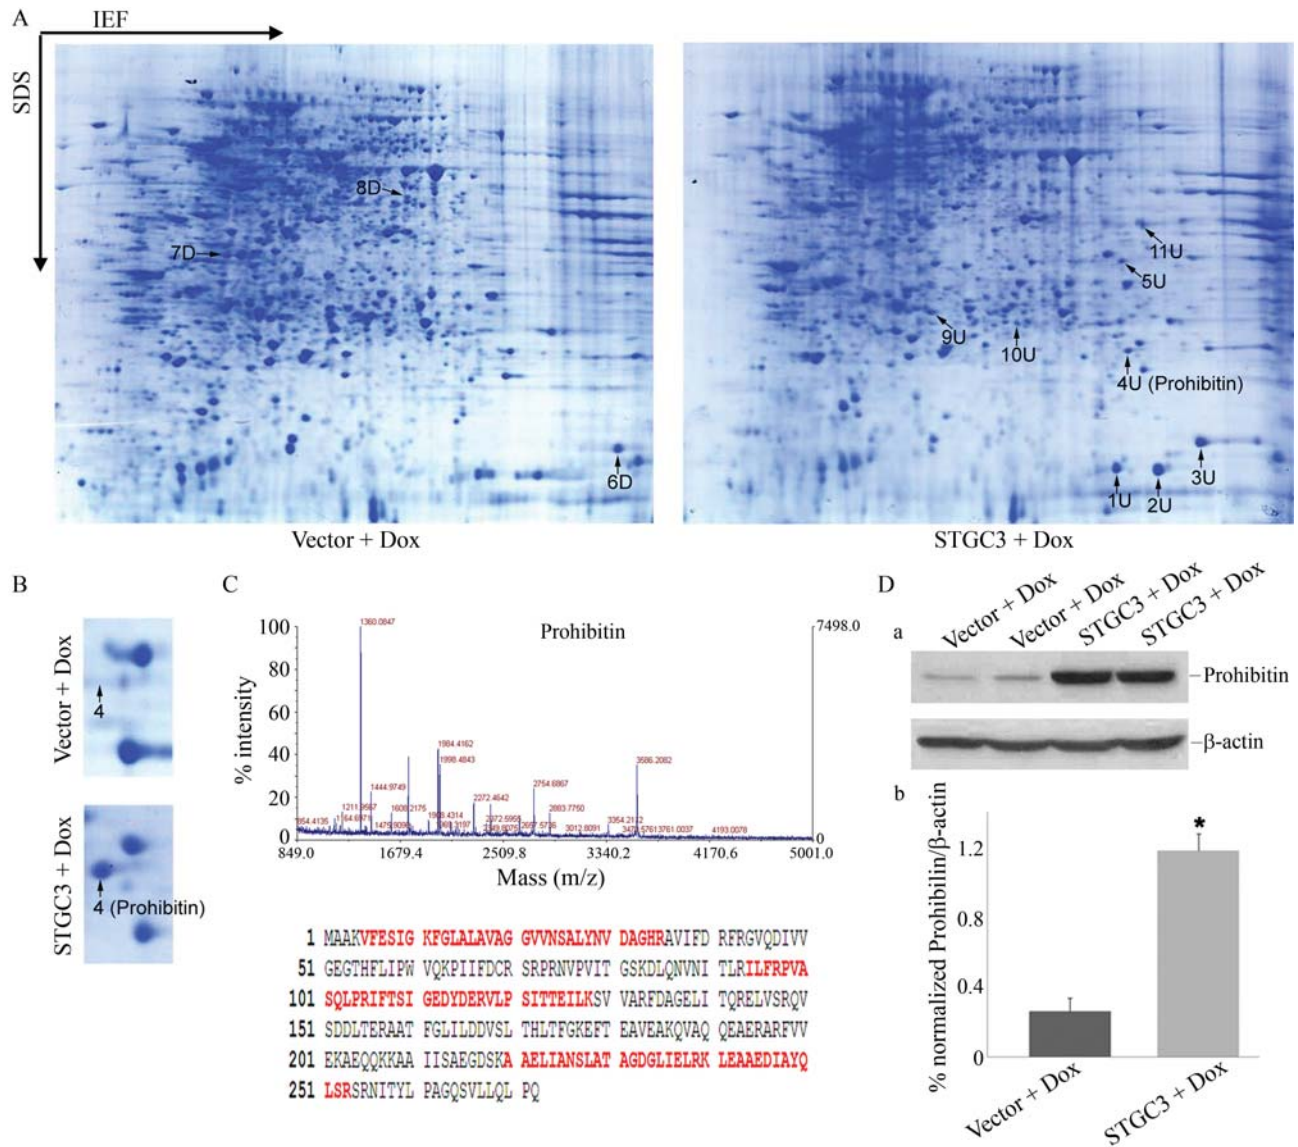 A
IEF
SDS
8D
7D
6D
11U
5U
9U
10U
4U (Prohibitin)
3U
1U
2U
Vector + Dox
STGC3 + Dox
B
Vector + Dox
4
STGC3 + Dox
4 (Prohibitin)
C
Prohibitin
% intensity
100
80
60
40
20
0
7498.0
0
1360.0847
1984.4162
1998.4843
3586.2082
1444.9749
2754.6867
2272.4642
2883.7750
3012.8091
4193.0078
849.0
1679.4
2509.8
3340.2
4170.6
5001.0
Mass (m/z)
1 MAAKVFESIG KFGLALAVAG GVVNSALYNV DAGHRAVIFD RFRGVQDIVV
51 GEGTHFLIPW VQKPIIFDCR SRPRNVPVIT GSKDLQNVNI TLRILFRPVA
101 SQLPRIFTSI GEDYDERVLP SITTEILKSV VARFDAGELI TQRELVSRQV
151 SDDLTERAAT FGLILDDVSL THLTFGKEFT EAVEAKQVAQ QEAERARFVV
201 EKAEQQKKAA IISAEGDSKA AELIANSLAT AGDGLIELRK LEAAEDIAYQ
251 LSRSRNITYL PAGQSVLLQL PQ
D
a
Vector + Dox
Vector + Dox
STGC3 + Dox
STGC3 + Dox
Prohibitin
β-actin
b
% normalized Prohibilin/β-actin
1.2
0.8
0.4
0
*
Vector + Dox
STGC3 + Dox